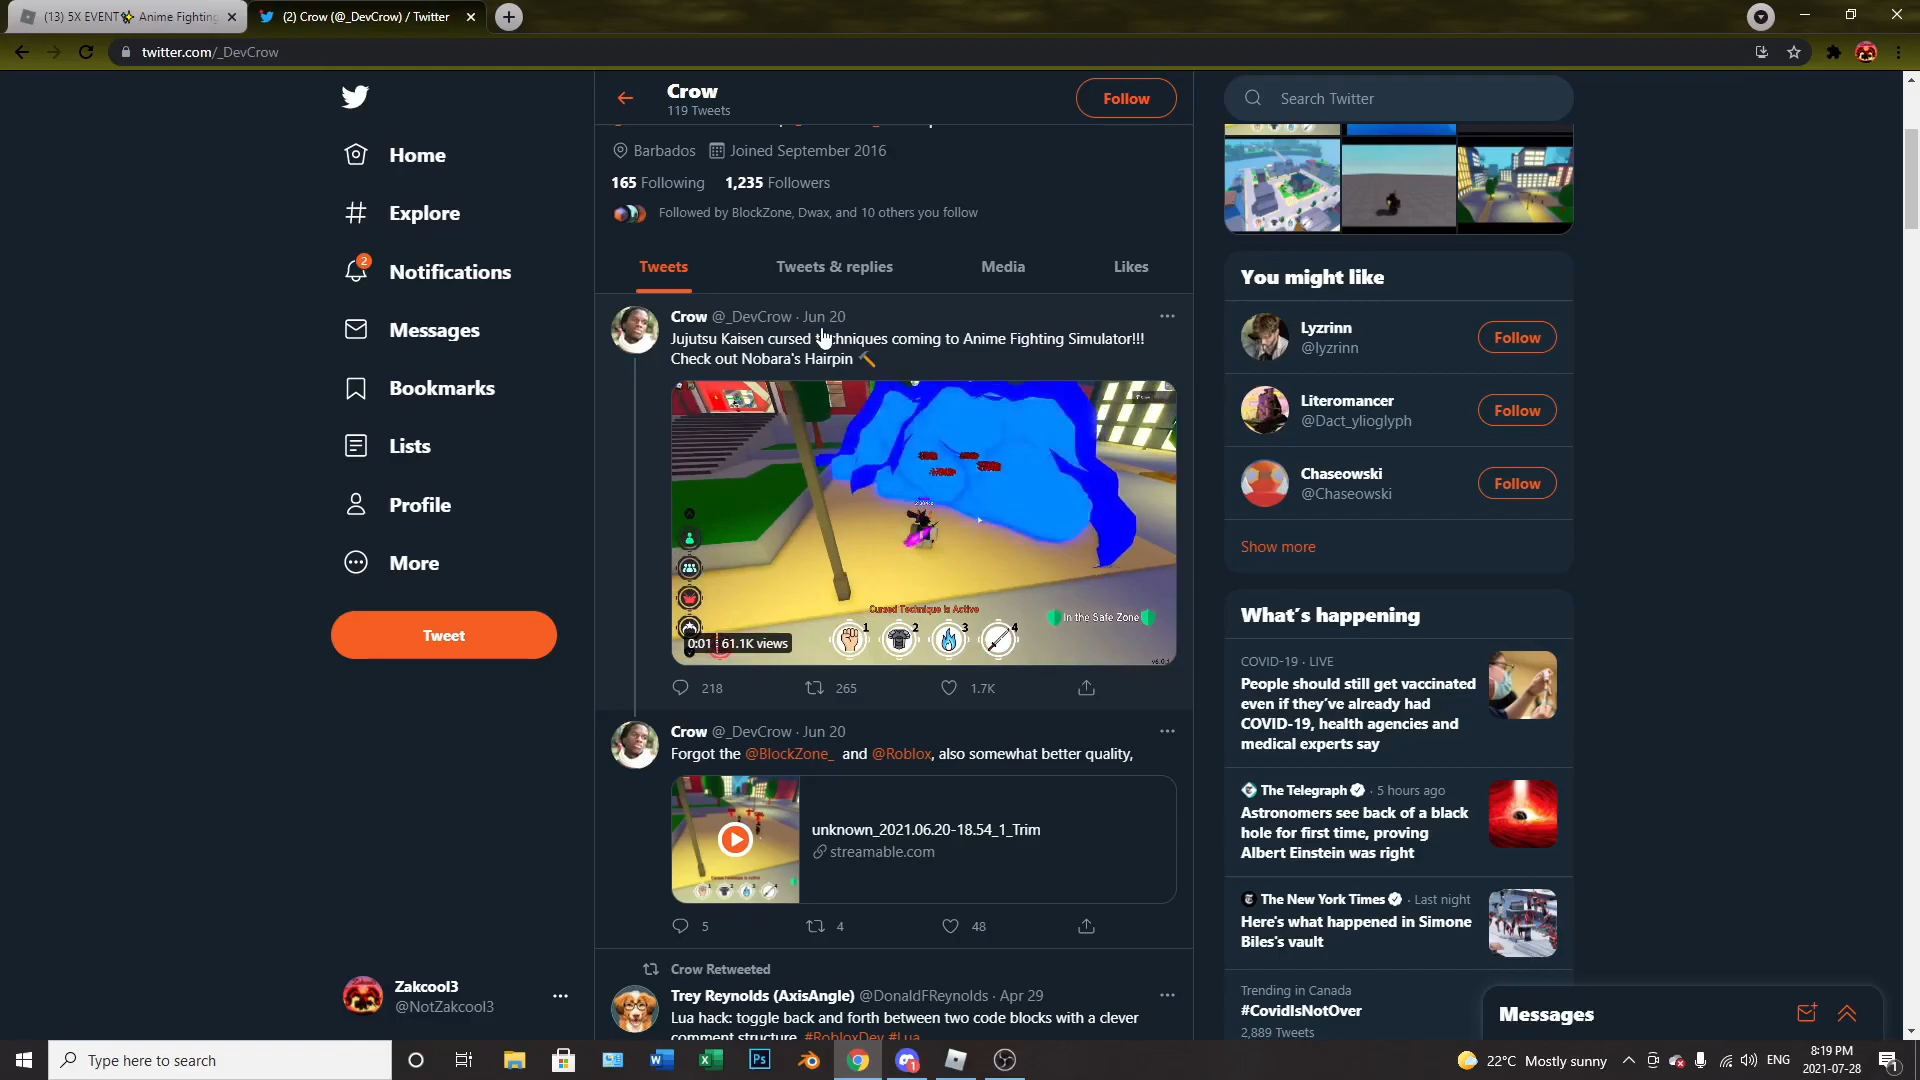 (13) 5X EVENT✨ Anime Fighting
(2) Crow (@_DevCrow) / Twitter
twitter.com/_DevCrow
Home
Explore
2
Notifications
Messages
Bookmarks
Lists
Profile
More
Tweet
Zakcool3
@NotZakcool3
Crow
119 Tweets
Follow
Barbados
Joined September 2016
165 Following
1,235 Followers
Followed by BlockZone, Dwax, and 10 others you follow
Tweets
Tweets & replies
Media
Likes
Crow @_DevCrow · Jun 20
Jujutsu Kaisen cursed techniques coming to Anime Fighting Simulator!!!
Check out Nobara's Hairpin 🔨
Cursed Technique is Active
In the Safe Zone
1
2
3
4
0:01
61.1K views
218
265
1.7K
Crow @_DevCrow · Jun 20
Forgot the @BlockZone_ and @Roblox, also somewhat better quality,
unknown_2021.06.20-18.54_1_Trim
streamable.com
5
4
48
Crow Retweeted
Trey Reynolds (AxisAngle) @DonaldFReynolds · Apr 29
Lua hack: toggle back and forth between two code blocks with a clever
comment structure. #RobloxDev #Lua
Search Twitter
You might like
Lyzrinn
@lyzrinn
Follow
Literomancer
@Dact_ylioglyph
Follow
Chaseowski
@Chaseowski
Follow
Show more
What's happening
COVID-19 · LIVE
People should still get vaccinated
even if they've already had
COVID-19, health agencies and
medical experts say
The Telegraph · 5 hours ago
Astronomers see back of a black
hole for first time, proving
Albert Einstein was right
The New York Times · Last night
Here's what happened in Simone
Biles's vault
Trending in Canada
#CovidIsNotOver
2,889 Tweets
Messages
Type here to search
22°C Mostly sunny
ENG
8:19 PM
2021-07-28
1